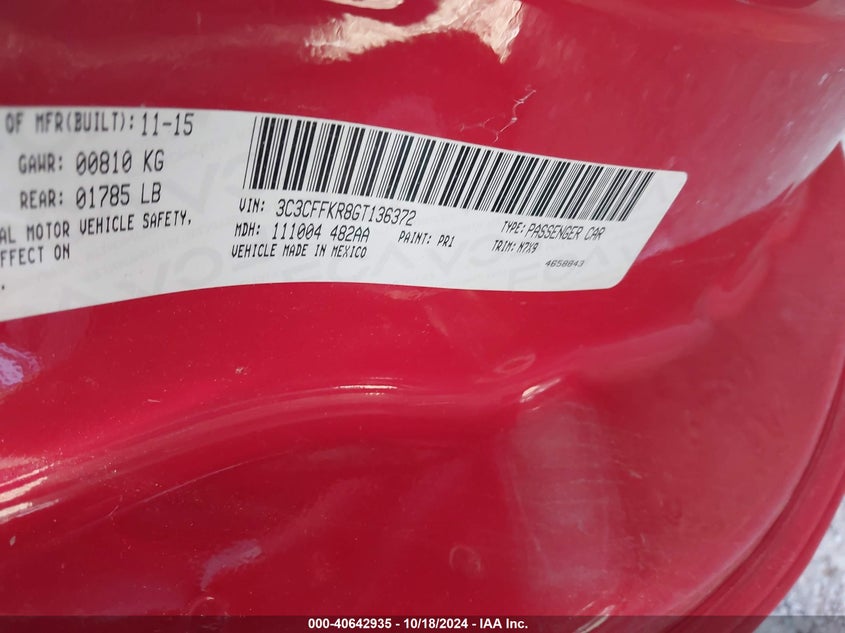 OF MFR(BUILT): 11-15
GAWR: 00810 KG
REAR: 01785 LB
AL MOTOR VEHICLE SAFETY,
EFFECT ON
VIN: 3C3CFFKR8GT136372
MDH: 111004 482AA
PAINT: PR1
VEHICLE MADE IN MEXICO
TYPE: PASSENGER CAR
TRIM: N7X9
4658843
000-40642935 - 10/18/2024 - IAA Inc.